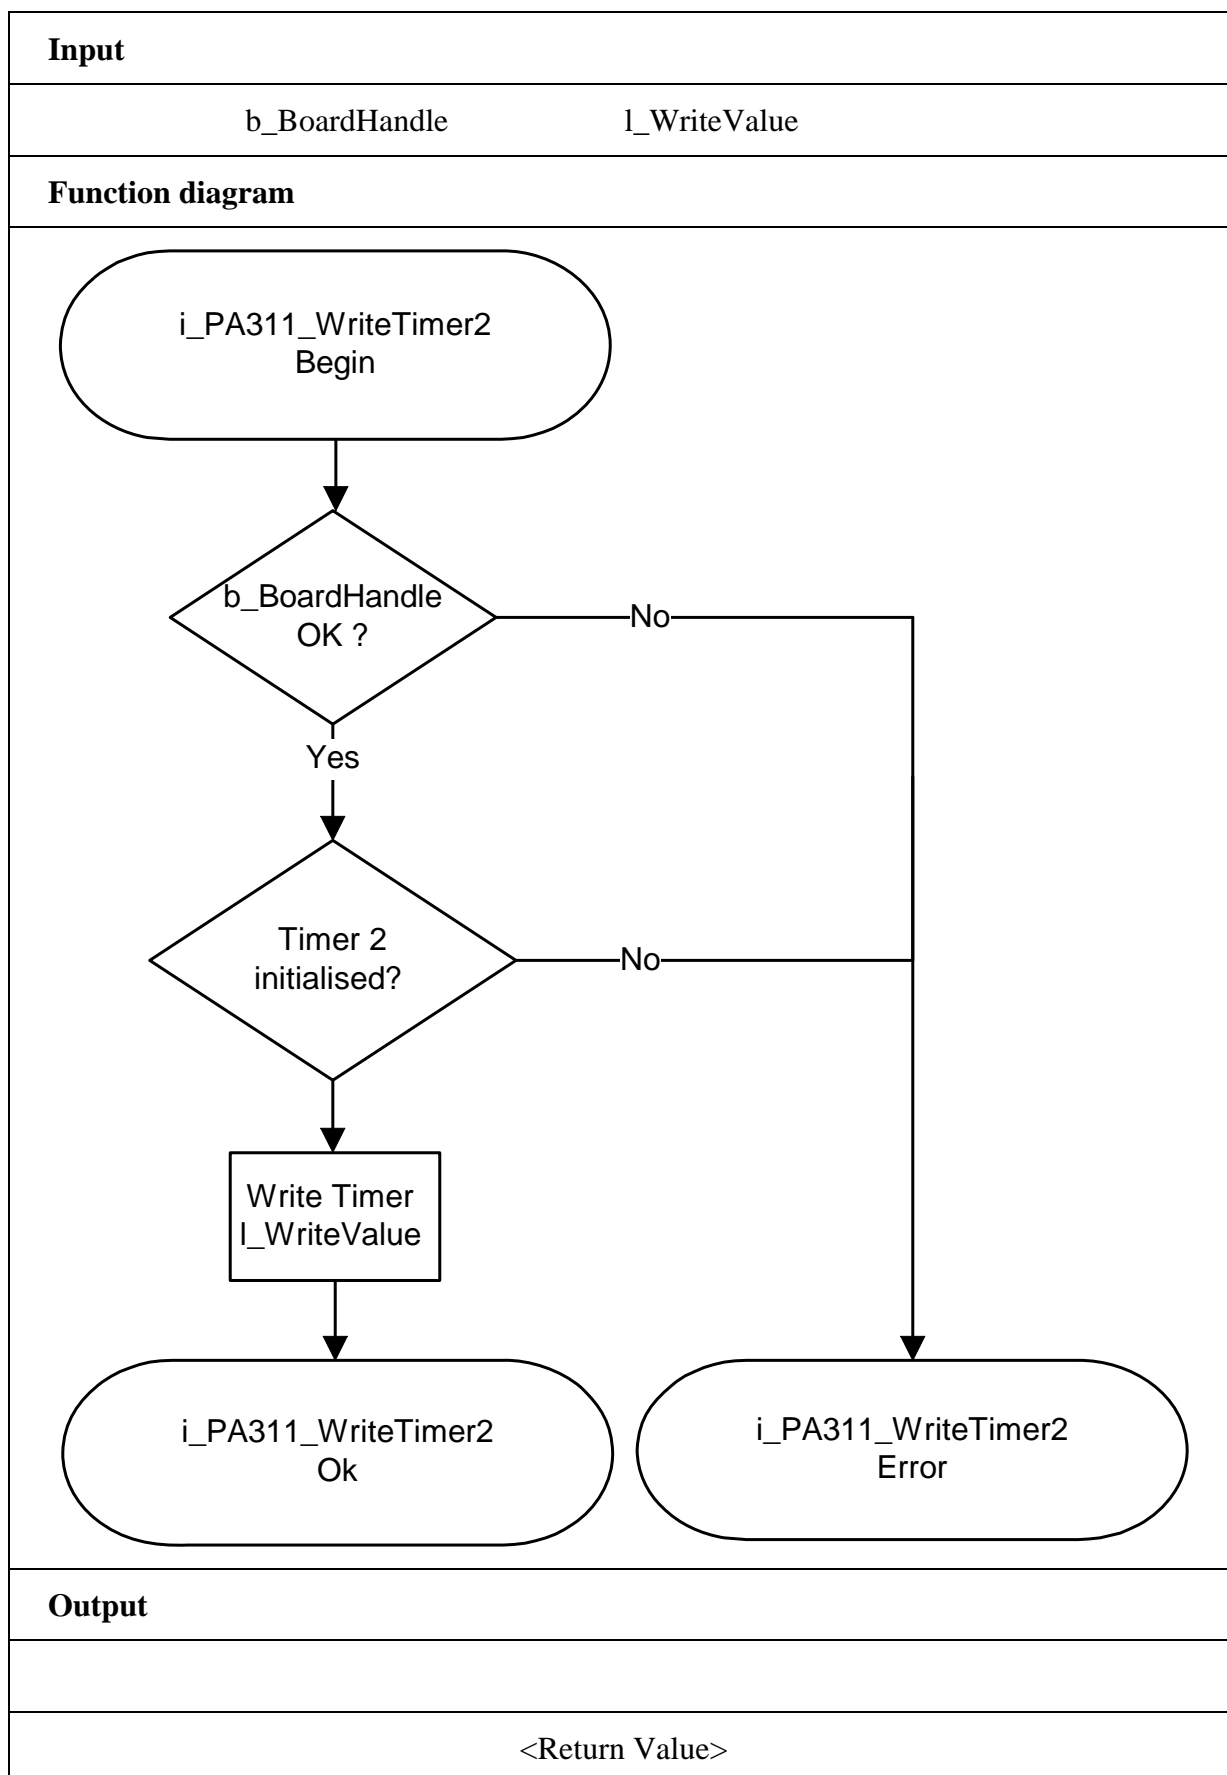 Input
b_BoardHandle l_WriteValue
Function diagram
i_PA311_WriteTimer2
Begin
b_BoardHandle
OK ?
No
Yes
Timer 2
initialised?
No
Write Timer
l_WriteValue
i_PA311_WriteTimer2
Ok
i_PA311_WriteTimer2
Error
Output
<Return Value>